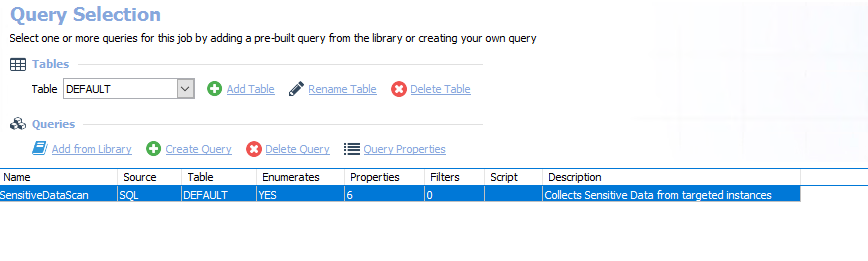 Query Selection
Select one or more queries for this job by adding a pre-built query from the library or creating your own query
Tables
Table DEFAULT Add Table Rename Table Delete Table
Queries
Add from Library Create Query Delete Query Query Properties
Name Source Table Enumerates Properties Filters Script Description
SensitiveDataScan SQL DEFAULT YES 6 0 Collects Sensitive Data from targeted instances